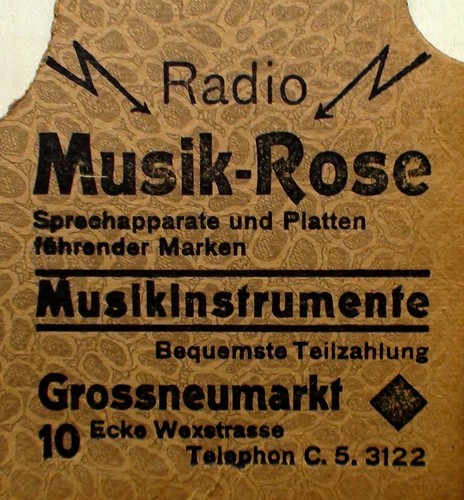 Radio
Musik-Rose
Sprechapparate und Platten
führender Marken
Musikinstrumente
Bequemste Teilzahlung
Grossneumarkt
10 Ecke Wexstrasse
Telephon C. 5. 3122